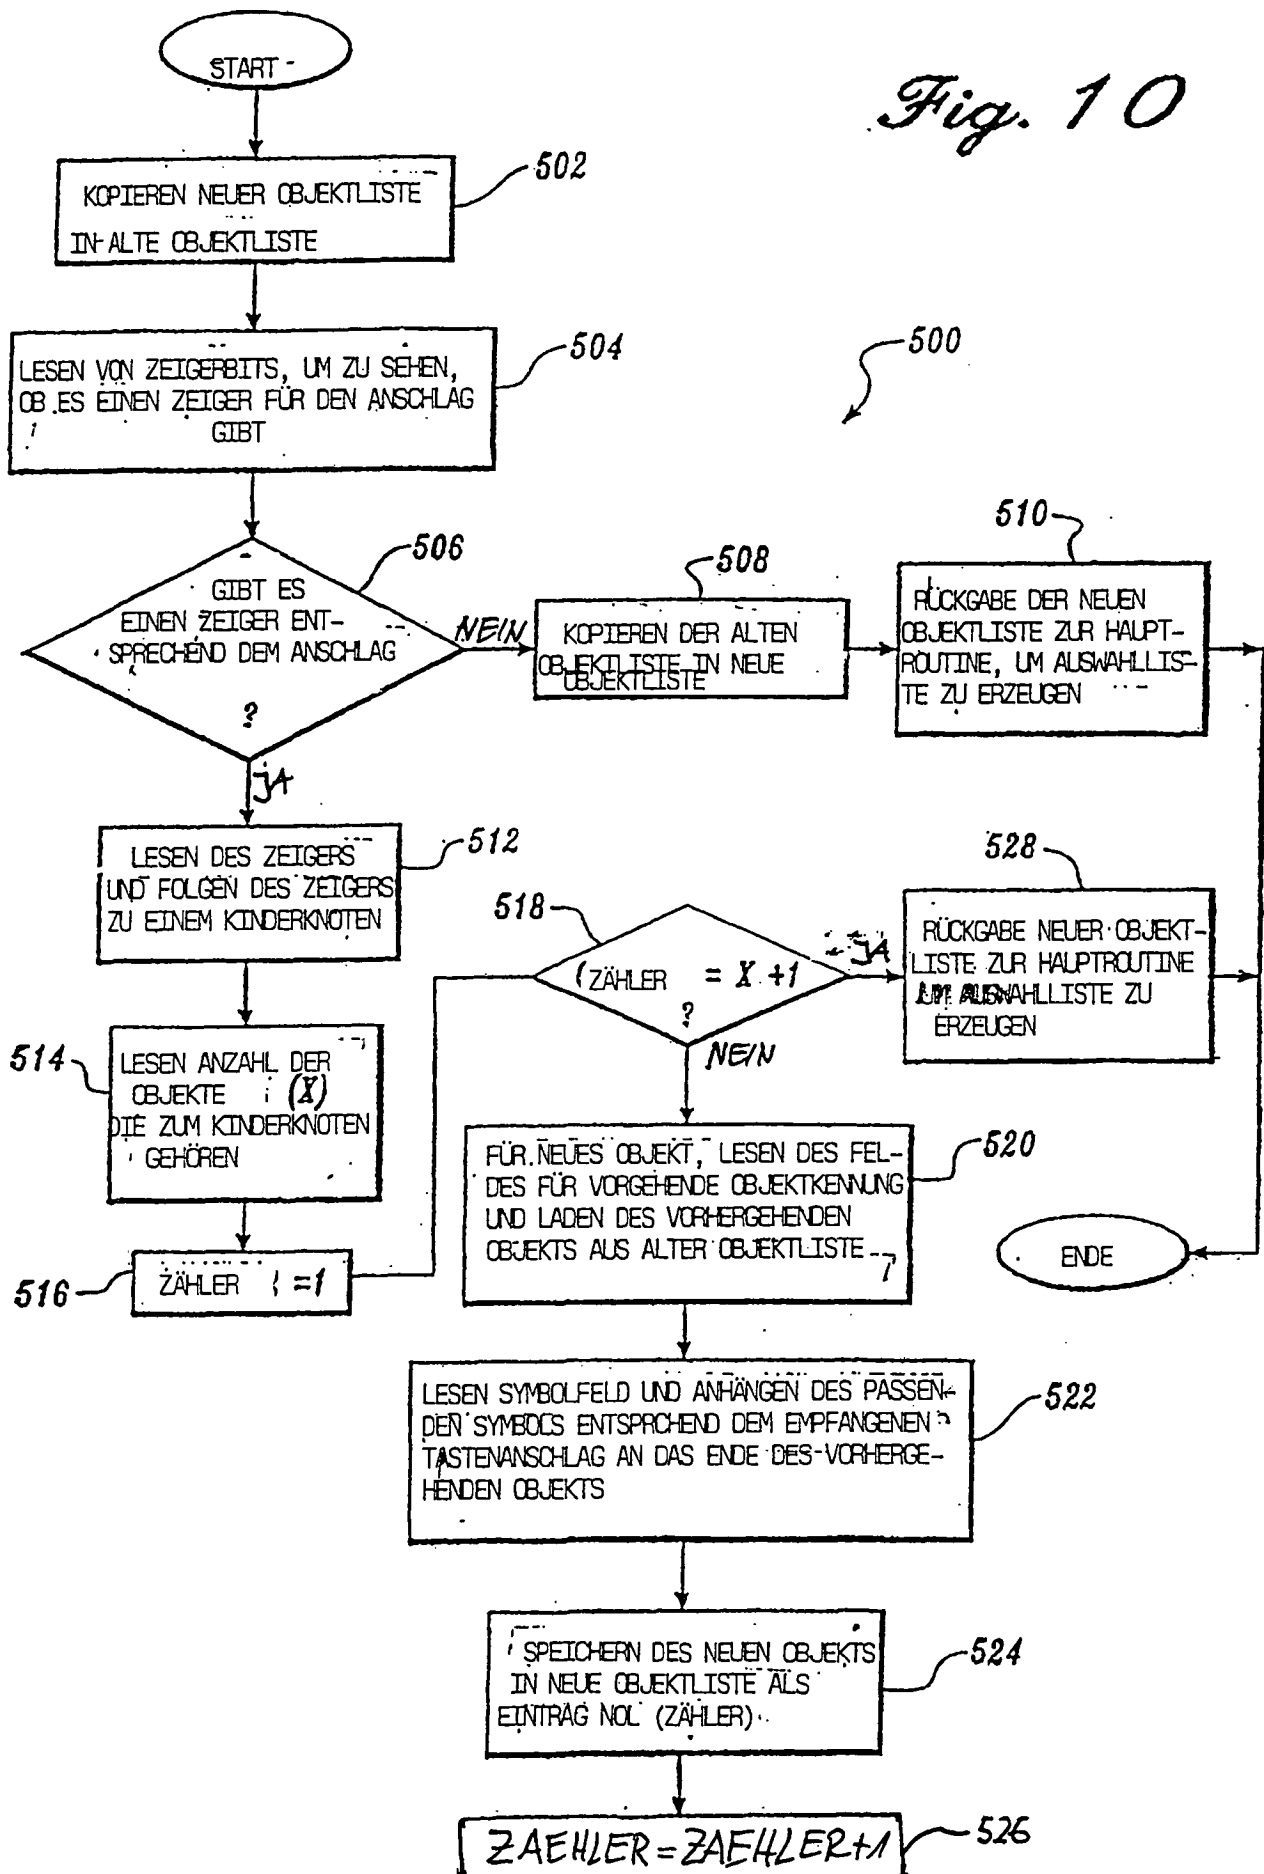 START
Fig. 10
KOPIEREN NEUER OBJEKTLISTE
IN ALTE OBJEKTLISTE
502
LESEN VON ZEIGERBITS, UM ZU SEHEN,
OB ES EINEN ZEIGER FÜR DEN ANSCHLAG
GIBT
504
500
GIBT ES
EINEN ZEIGER ENT-
SPRECHEND DEM ANSCHLAG
?
506
NEIN
KOPIEREN DER ALTEN
OBJEKTLISTE IN NEUE
OBJEKTLISTE
508
RÜCKGABE DER NEUEN
OBJEKTLISTE ZUR HAUPT-
ROUTINE, UM AUSWAHLLIS-
TE ZU ERZEUGEN
510
jA
LESEN DES ZEIGERS
UND FOLGEN DES ZEIGERS
ZU EINEM KINDERKNOTEN
512
LESEN ANZAHL DER
OBJEKTE (X)
DIE ZUM KINDERKNOTEN
GEHÖREN
514
ZÄHLER =1
516
518
ZÄHLER = X +1
?
jA
RÜCKGABE NEUER OBJEKT-
LISTE ZUR HAUPTROUTINE
UM AUSWAHLLISTE ZU
ERZEUGEN
528
NEIN
FÜR NEUES OBJEKT, LESEN DES FEL-
DES FÜR VORGEHENDE OBJEKTKENNUNG
UND LADEN DES VORHERGEHENDEN
OBJEKTS AUS ALTER OBJEKTLISTE
520
ENDE
LESEN SYMBOLFELD UND ANHÄNGEN DES PASSEN-
DEN SYMBOLS ENTSPRCHEND DEM EMPFANGENEN
TASTENANSCHLAG AN DAS ENDE DES VORHERGE-
HENDEN OBJEKTS
522
SPEICHERN DES NEUEN OBJEKTS
IN NEUE OBJEKTLISTE ALS
EINTRAG NOL (ZÄHLER)
524
ZAEHLER=ZAEHLER+1
526